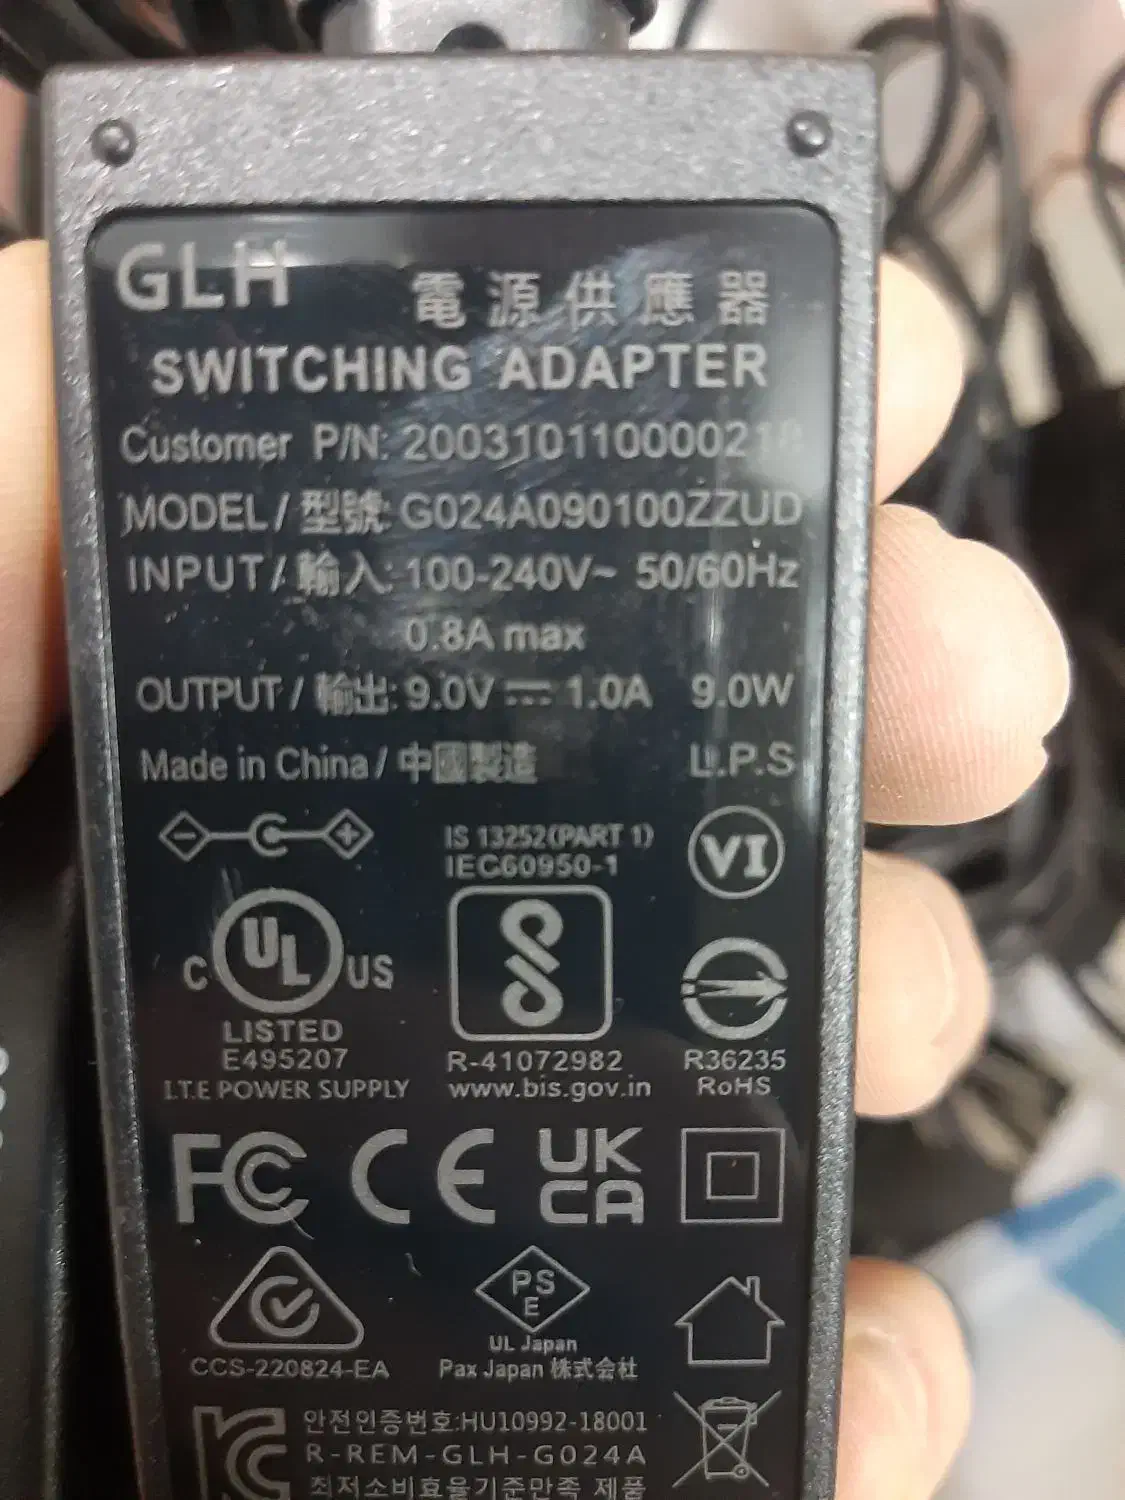 GLH
電源供應器
SWITCHING ADAPTER
Customer P/N:
MODEL / 型號: G024A090100ZZUD
INPUT / 輸入: 100-240V~ 50/60Hz
0.8A max
OUTPUT / 輸出: 9.0V ⎓ 1.0A 9.0W
Made in China / 中國製造 L.P.S
IS 13252(PART 1)
IEC60950-1
VI
C UL US
LISTED
E495207
I.T.E POWER SUPPLY
R-41072982
www.bis.gov.in
R36235
RoHS
FC CE UK
CA
CCS-220824-EA
PS
E
UL Japan
Pax Japan 株式会社
안전인증번호:HU10992-18001
R-REM-GLH-G024A
최저소비효율기준만족 제품